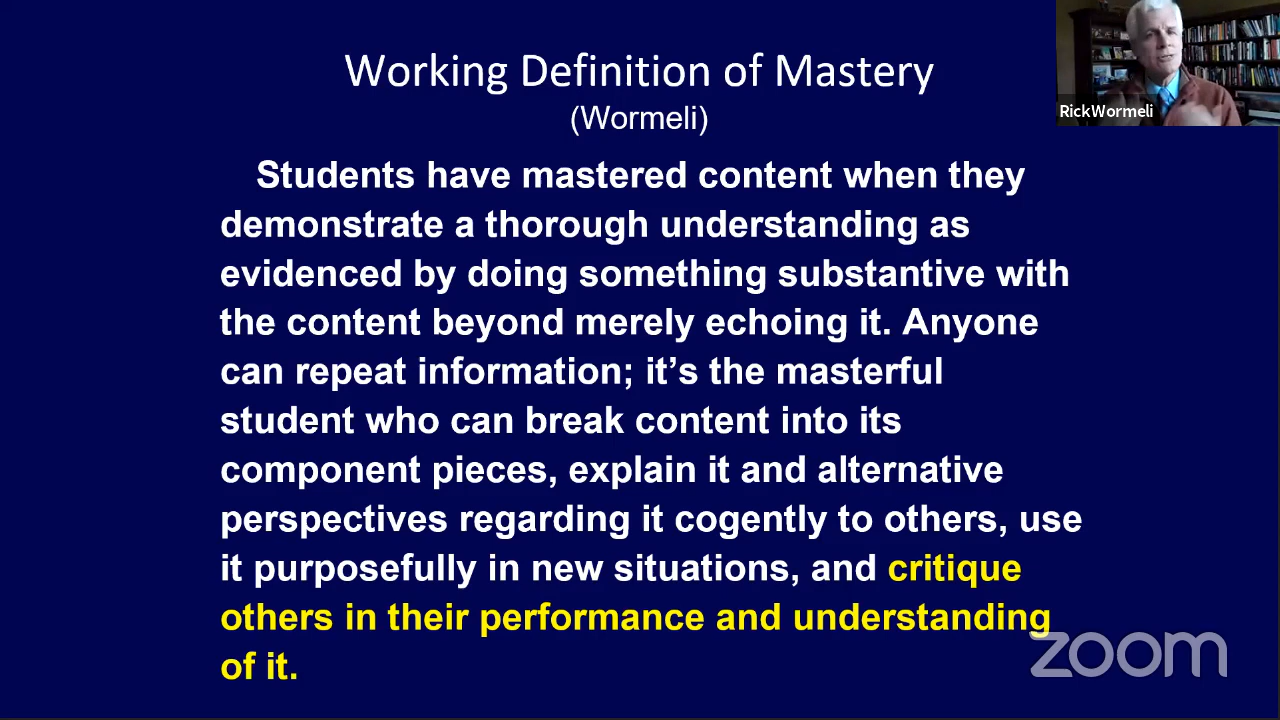 Working Definition of Mastery
(Wormeli)
RickWormeli
Students have mastered content when they
demonstrate a thorough understanding as
evidenced by doing something substantive with
the content beyond merely echoing it. Anyone
can repeat information; it’s the masterful
student who can break content into its
component pieces, explain it and alternative
perspectives regarding it cogently to others, use
it purposefully in new situations, and critique
others in their performance and understanding
of it.
zoom